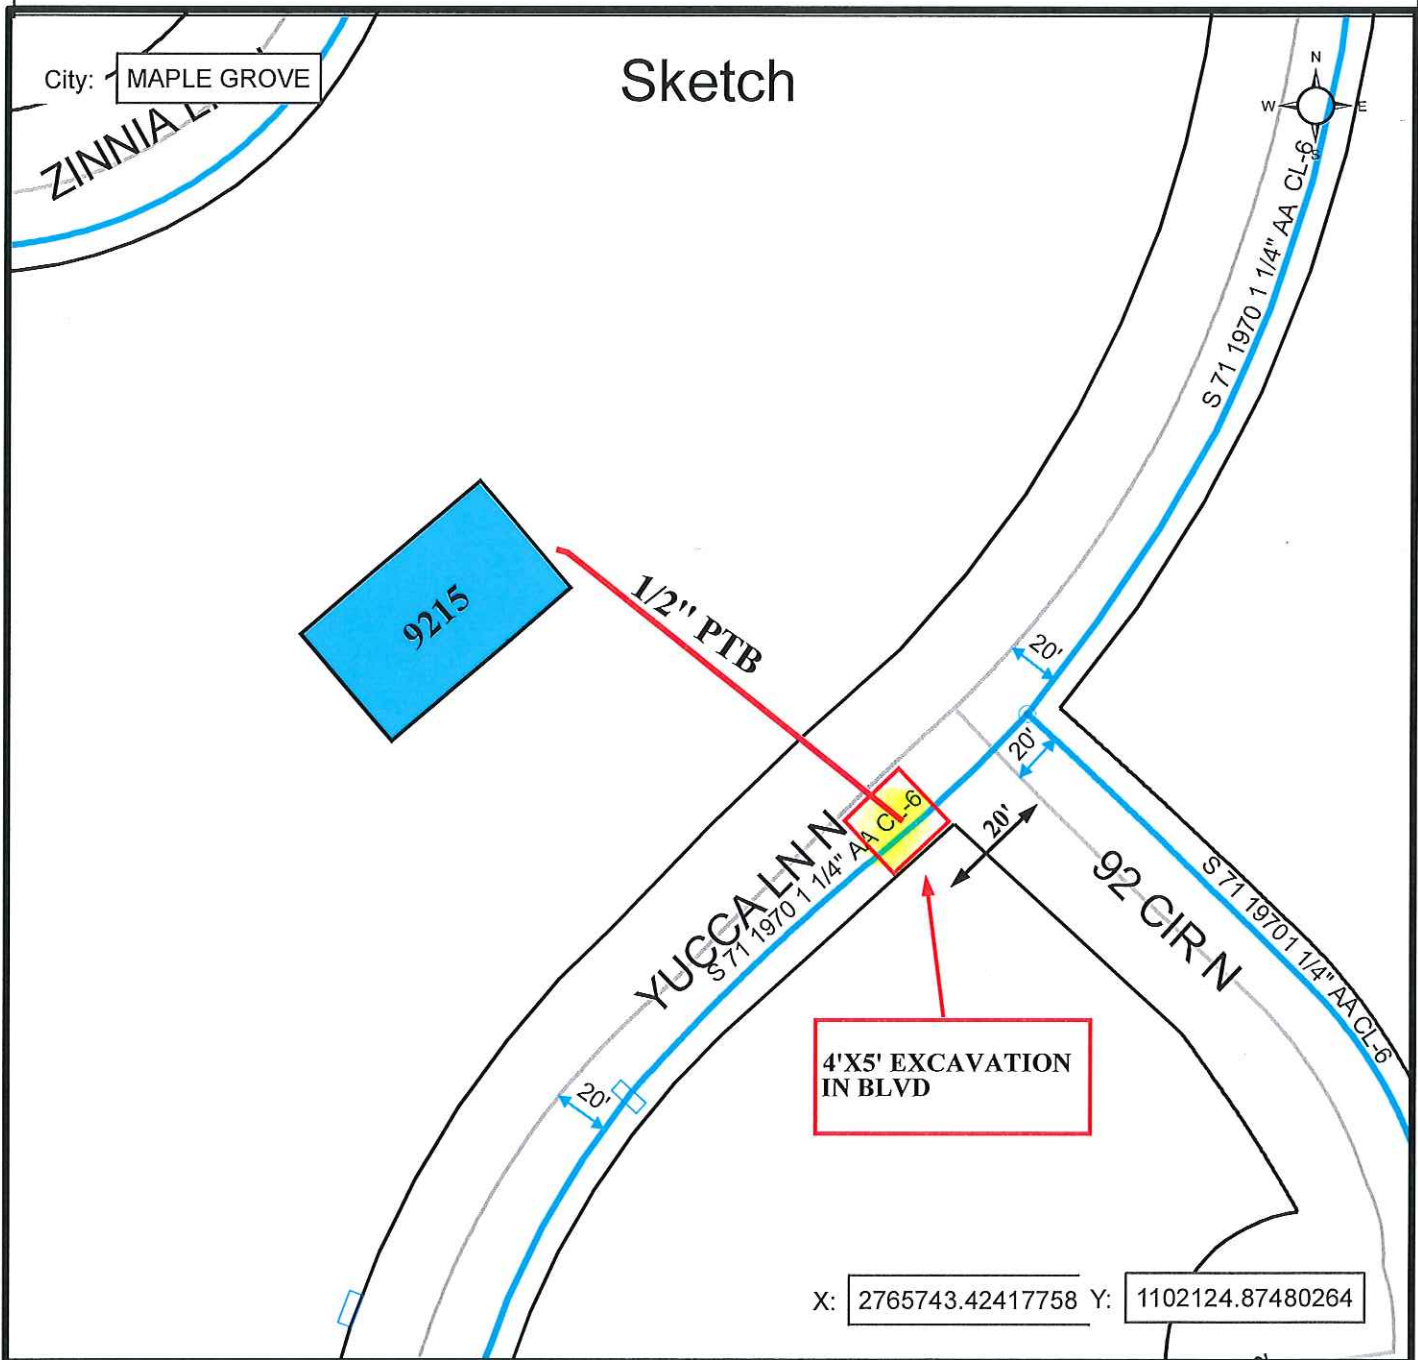 Sketch
City: MAPLE GROVE
ZINNIA
N
W E
S
S 71 1970 1 1/4" AA CL-6
9215
1/2" PTB
20'
20'
20'
YUCCA LN N
S 71 1970 1 1/4" AA CL-6
92 CIR N
S 71 1970 1 1/4" AA CL-6
4'X5' EXCAVATION
IN BLVD
20'
X: 2765743.42417758 Y: 1102124.87480264